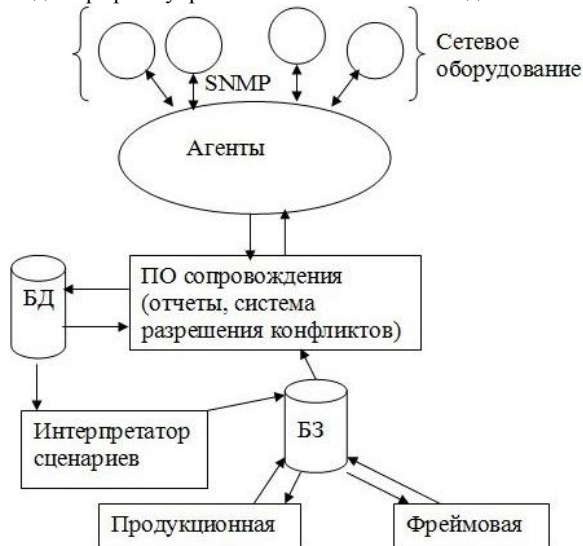 Сетевое
оборудование
SNMP
Агенты
ПО сопровождения
(отчеты, система
разрешения конфликтов)
БД
Интерпретатор
сценариев
БЗ
Продукционная
Фреймовая